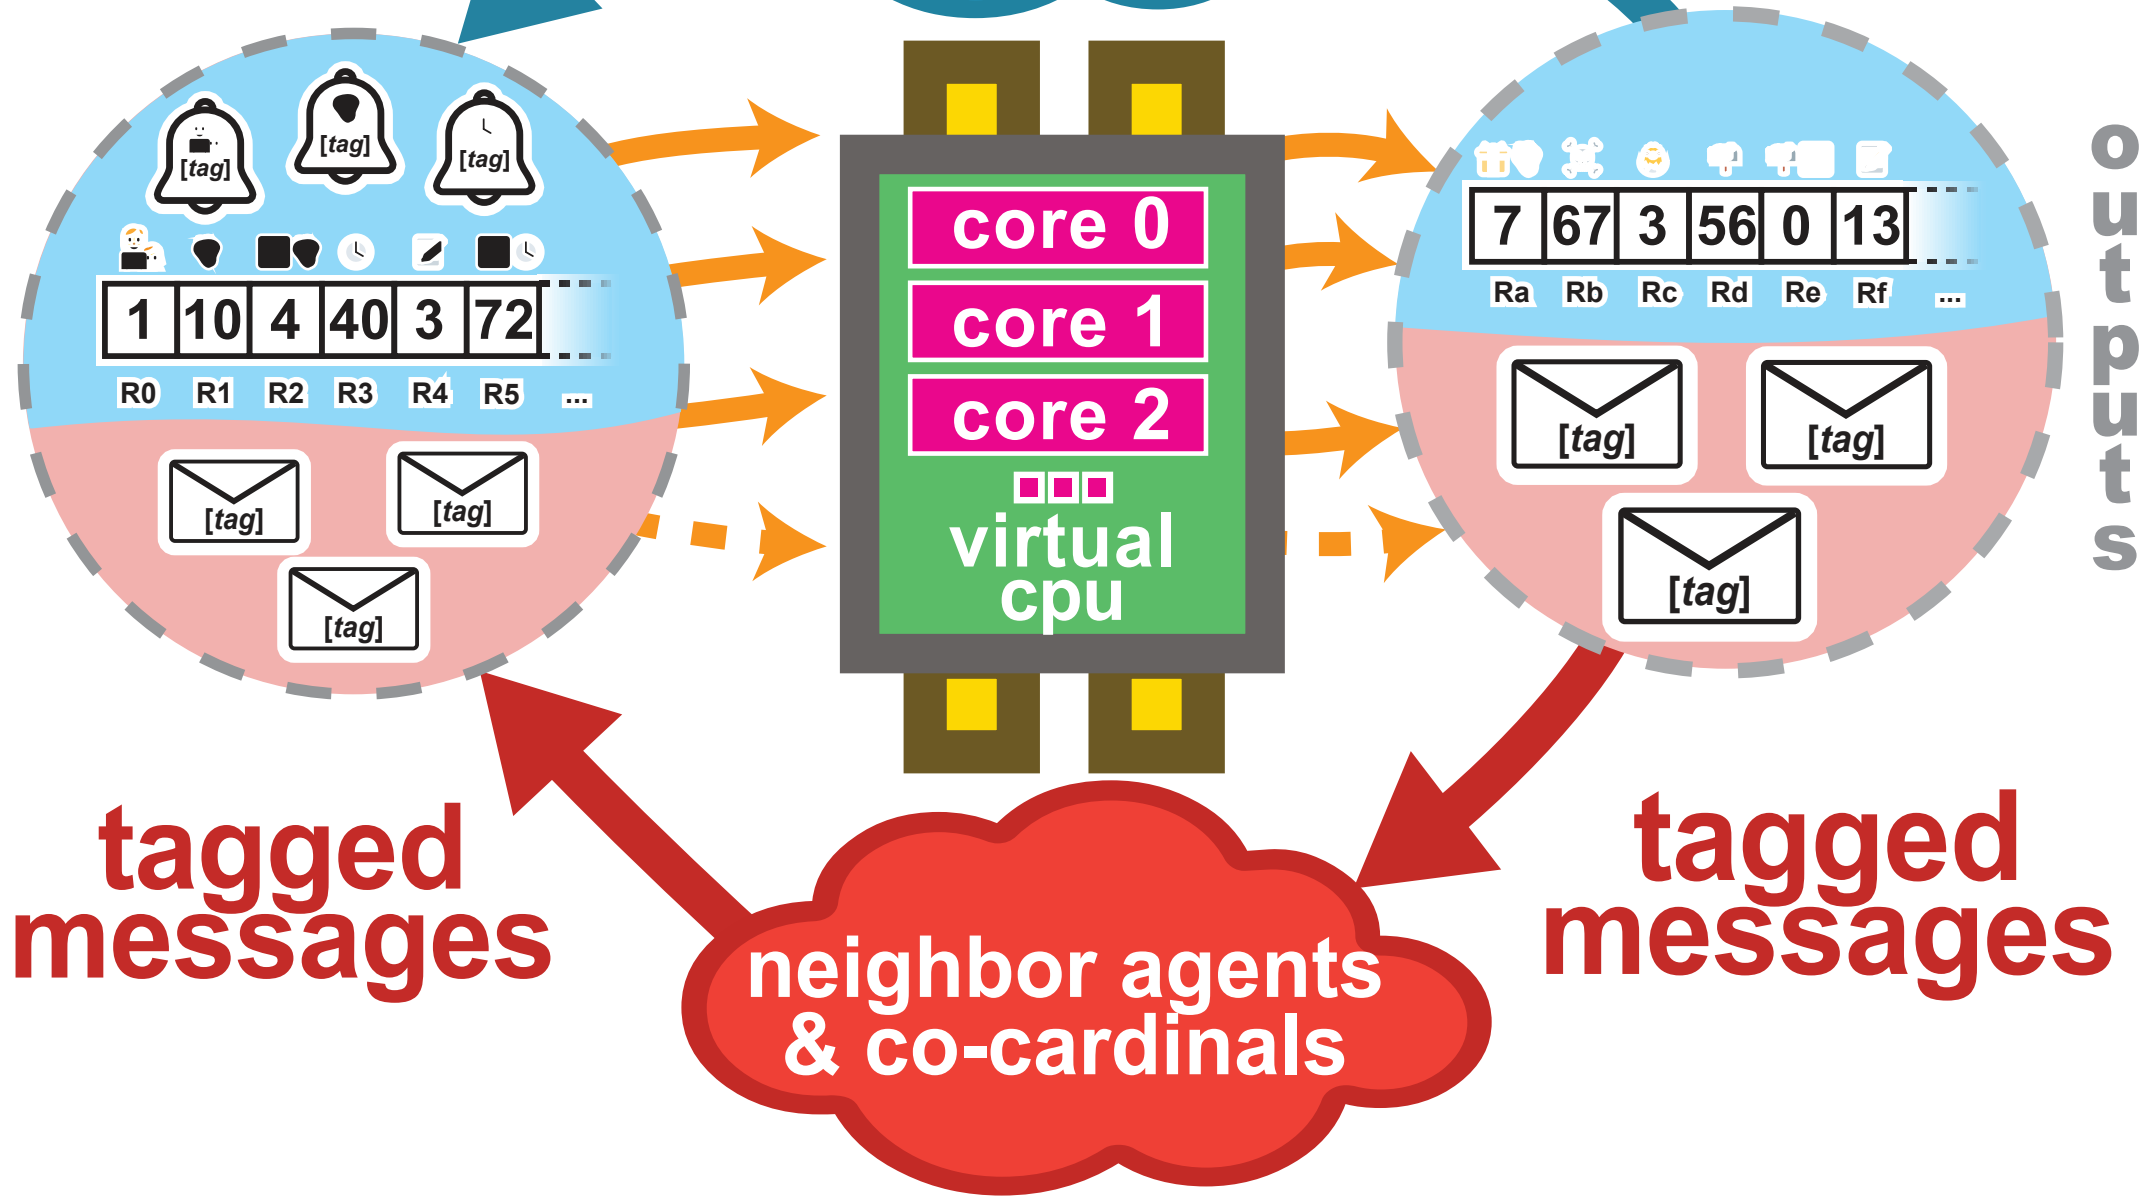 [tag]
[tag]
[tag]
1 10 4 40 3 72
R0 R1 R2 R3 R4 R5 ...
[tag]
[tag]
[tag]
core 0
core 1
core 2
virtual
cpu
7 67 3 56 0 13
Ra Rb Rc Rd Re Rf ...
[tag]
[tag]
[tag]
outputs
tagged
messages
neighbor agents
& co-cardinals
tagged
messages